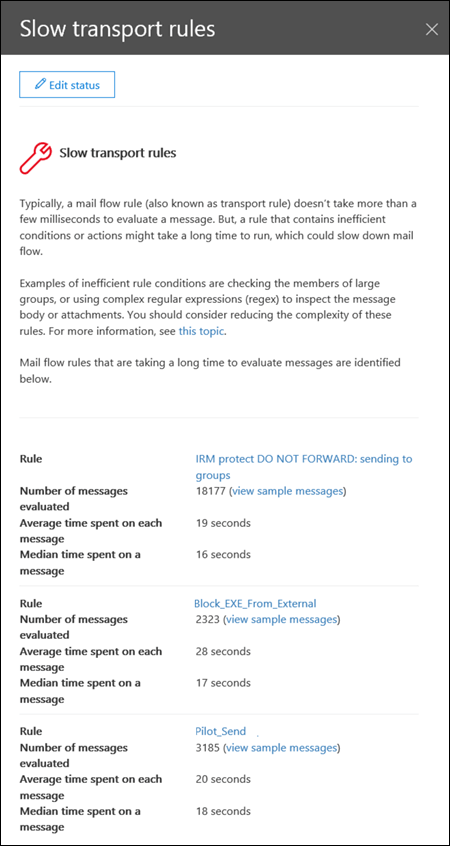 Slow transport rules
Edit status
Slow transport rules
Typically, a mail flow rule (also known as transport rule) doesn't take more than a
few milliseconds to evaluate a message. But, a rule that contains inefficient
conditions or actions might take a long time to run, which could slow down mail
flow.
Examples of inefficient rule conditions are checking the members of large
groups, or using complex regular expressions (regex) to inspect the message
body or attachments. You should consider reducing the complexity of these
rules. For more information, see this topic.
Mail flow rules that are taking a long time to evaluate messages are identified
below.
Rule IRM protect DO NOT FORWARD: sending to
groups
Number of messages 18177 (view sample messages)
evaluated
Average time spent on each 19 seconds
message
Median time spent on a 16 seconds
message
Rule Block_EXE_From_External
Number of messages 2323 (view sample messages)
evaluated
Average time spent on each 28 seconds
message
Median time spent on a 17 seconds
message
Rule Pilot_Send
Number of messages 3185 (view sample messages)
evaluated
Average time spent on each 20 seconds
message
Median time spent on a 18 seconds
message